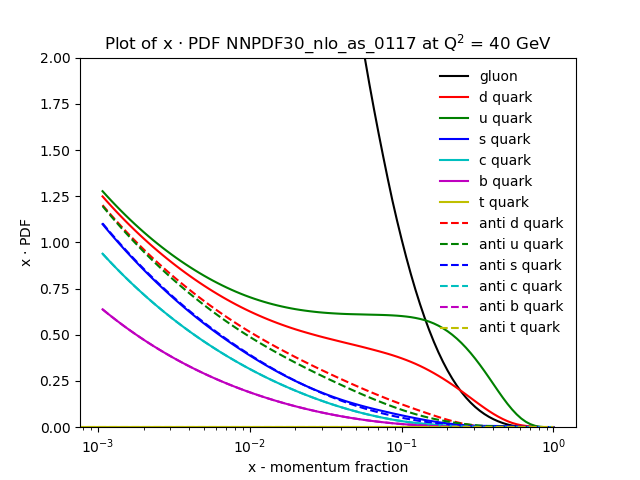 Plot of x · PDF NNPDF30_nlo_as_0117 at Q² = 40 GeV
2.00
1.75
1.50
1.25
1.00
0.75
0.50
0.25
0.00
x · PDF
gluon
d quark
u quark
s quark
c quark
b quark
t quark
anti d quark
anti u quark
anti s quark
anti c quark
anti b quark
anti t quark
10⁻³ 10⁻² 10⁻¹ 10⁰
x - momentum fraction